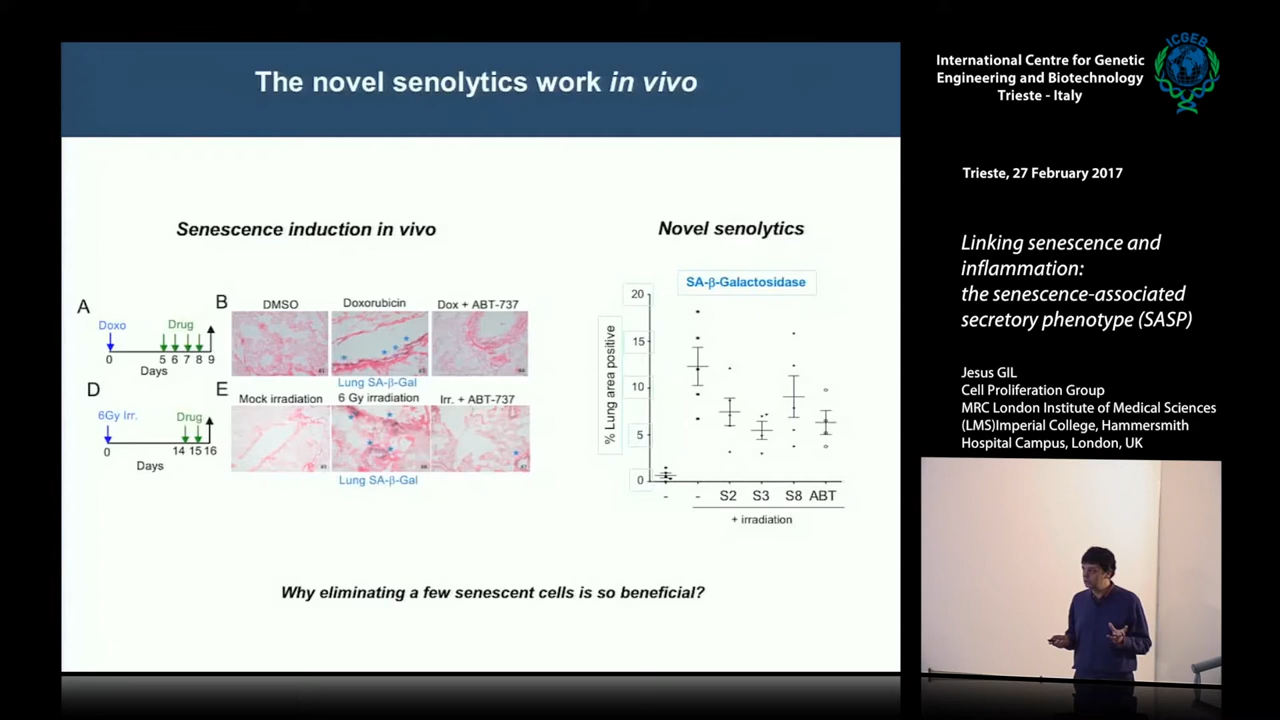 The novel senolytics work in vivo
Senescence induction in vivo
A
Doxo
Drug
0
5 6 7 8 9
Days
B
DMSO
Doxorubicin
Dox + ABT-737
Lung SA-β-Gal
D
6Gy Irr.
Drug
0
14 15 16
Days
E
Mock irradiation
6 Gy irradiation
Irr. + ABT-737
Lung SA-β-Gal
Novel senolytics
SA-β-Galactosidase
% Lung area positive
20
15
10
5
0
- - S2 S3 S8 ABT
+ irradiation
Why eliminating a few senescent cells is so beneficial?
International Centre for Genetic
Engineering and Biotechnology
Trieste - Italy
ICGEB
Trieste, 27 February 2017
Linking senescence and
inflammation:
the senescence-associated
secretory phenotype (SASP)
Jesus GIL
Cell Proliferation Group
MRC London Institute of Medical Sciences
(LMS)Imperial College, Hammersmith
Hospital Campus, London, UK